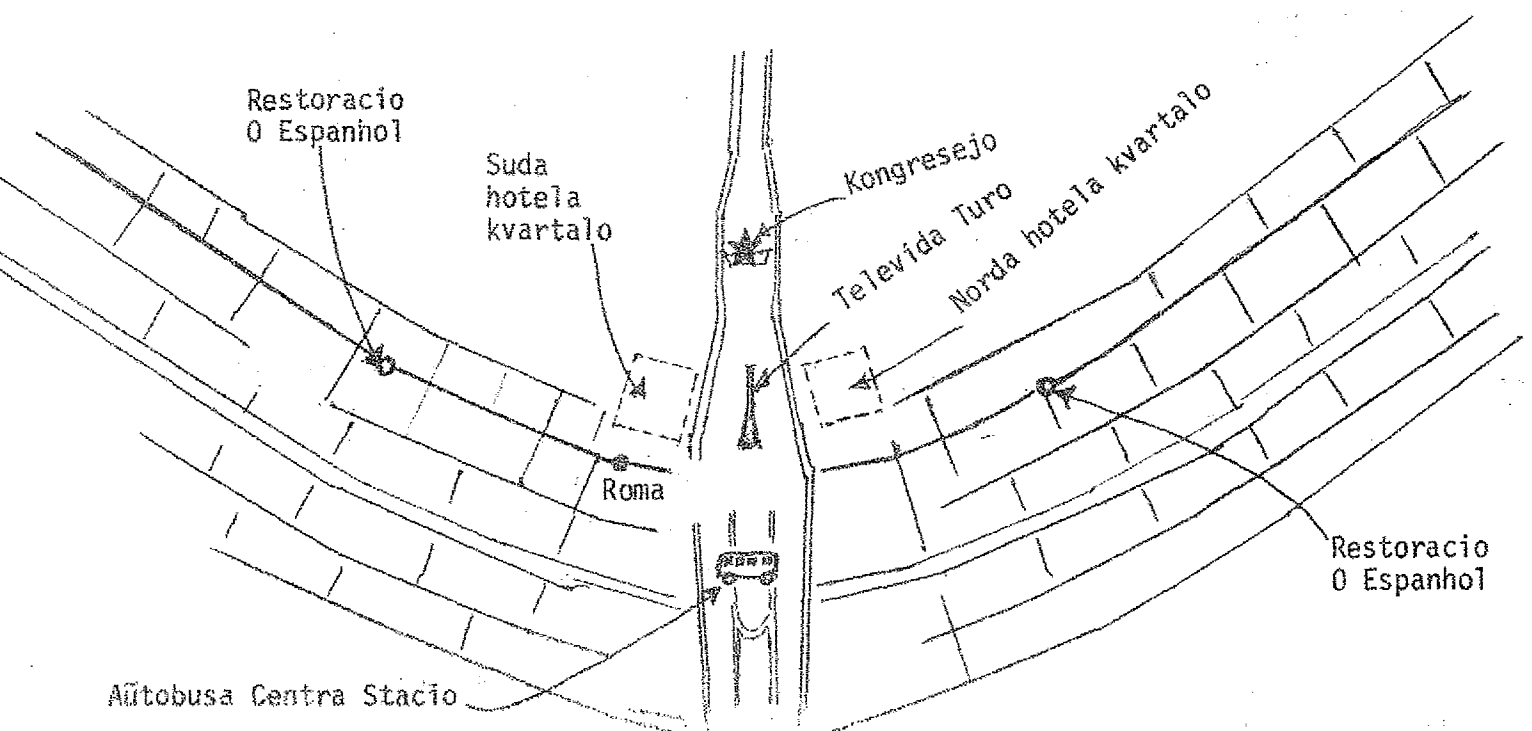 Restoracio
O Espanhol
Suda
hotela
kvartalo
Kongresejo
Televida Turo
Norda hotela kvartalo
Roma
Restoracio
O Espanhol
Aŭtobusa Centra Stacio